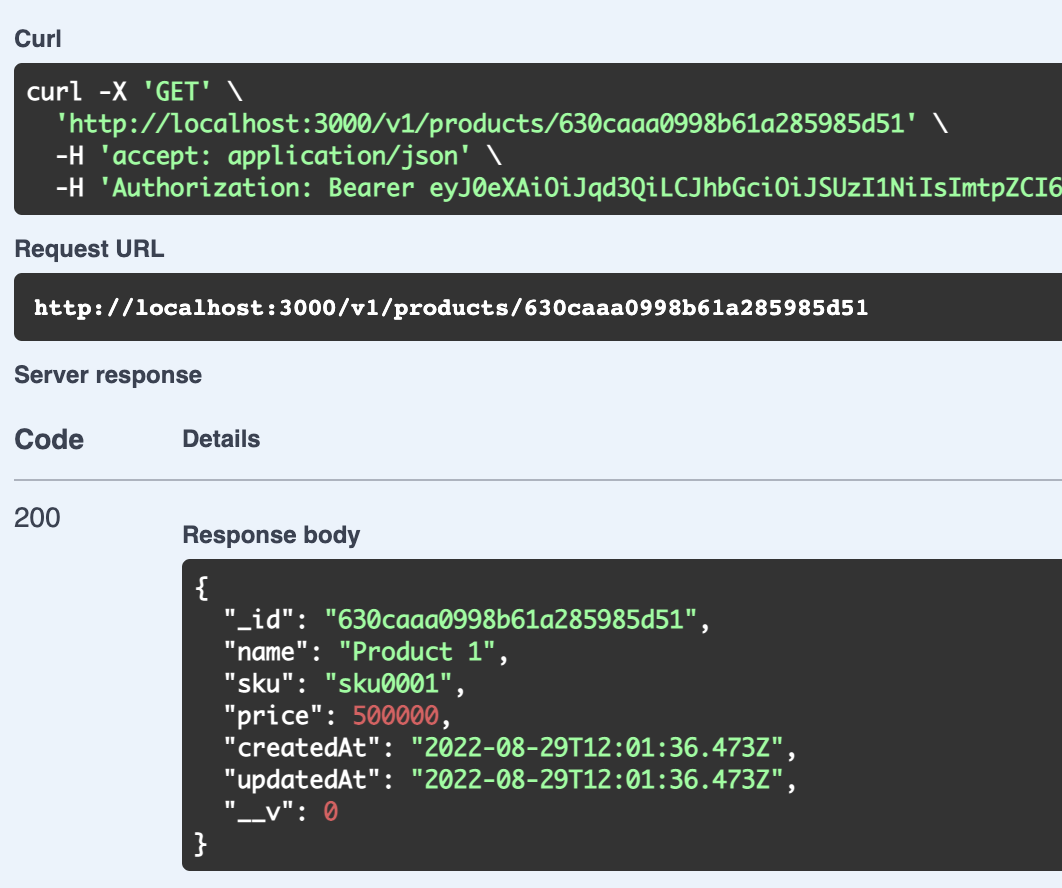 Curl
curl -X 'GET' \
  'http://localhost:3000/v1/products/630caaa0998b61a285985d51' \
  -H 'accept: application/json' \
  -H 'Authorization: Bearer eyJ0eXAiOiJqd3QiLCJhbGciOiJSUzI1NiIsImtpZCI6
Request URL
http://localhost:3000/v1/products/630caaa0998b61a285985d51
Server response
Code Details
200
Response body
{
  "_id": "630caaa0998b61a285985d51",
  "name": "Product 1",
  "sku": "sku0001",
  "price": 500000,
  "createdAt": "2022-08-29T12:01:36.473Z",
  "updatedAt": "2022-08-29T12:01:36.473Z",
  "__v": 0
}